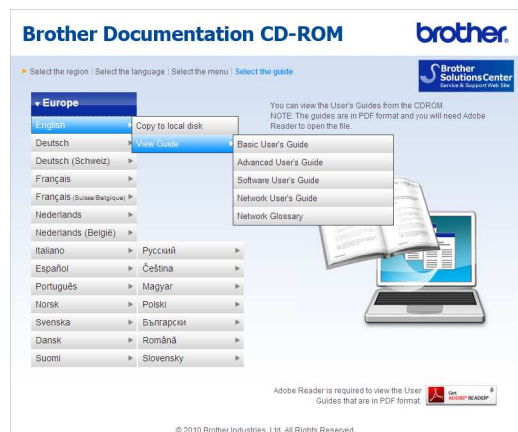 Brother Documentation CD-ROM
brother.
Select the region | Select the language | Select the menu | Select the guide
Brother
Solutions Center
Service & Support Web Site
Europe
You can view the User's Guides from the CDROM.
NOTE: The guides are in PDF format and you will need Adobe
Reader to open the file.
English
Copy to local disk
Deutsch
View Guide
Basic User's Guide
Deutsch (Schweiz)
Advanced User's Guide
Français
Software User's Guide
Français (Suisse/Belgique)
Network User's Guide
Nederlands
Network Glossary
Nederlands (België)
Italiano
Русский
Español
Čeština
Português
Magyar
Norsk
Polski
Svenska
Български
Dansk
Română
Suomi
Slovensky
Adobe Reader is required to view the User
Guides that are in PDF format.
Get
ADOBE® READER®
© 2010 Brother Industries, Ltd. All Rights Reserved.